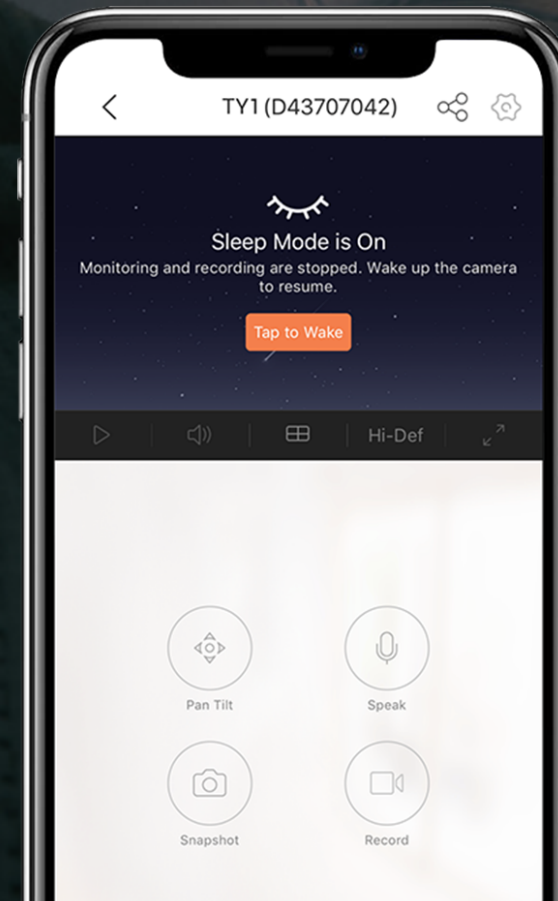 TY1 (D43707042)
Sleep Mode is On
Monitoring and recording are stopped. Wake up the camera
to resume.
Tap to Wake
Hi-Def
Pan Tilt
Speak
Snapshot
Record